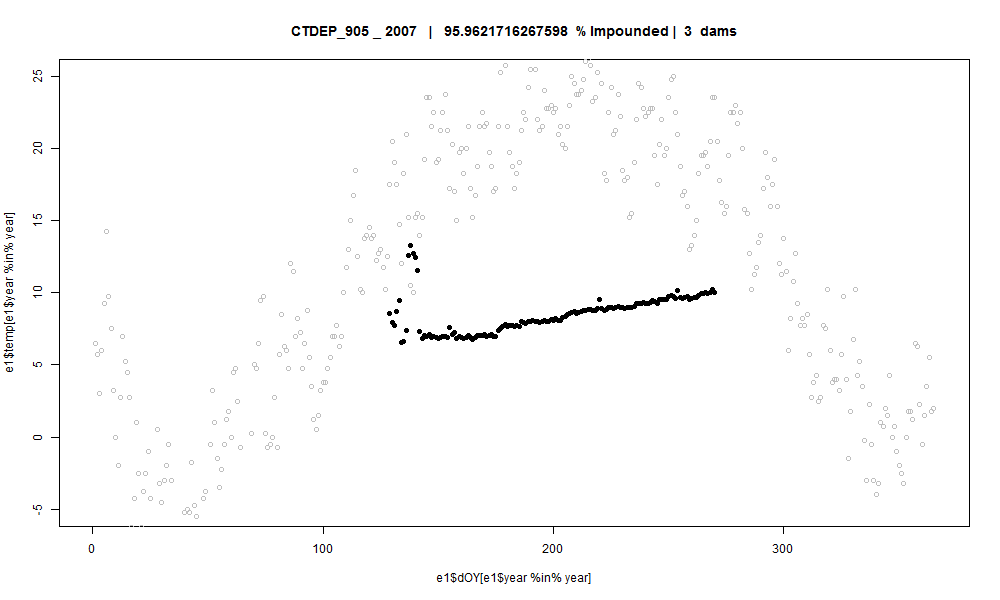 CTDEP_905 _ 2007 | 95.9621716267598 % Impounded | 3 dams
25
20
15
10
5
0
-5
e1$temp[e1$year %in% year]
0 100 200 300
e1$dOY[e1$year %in% year]